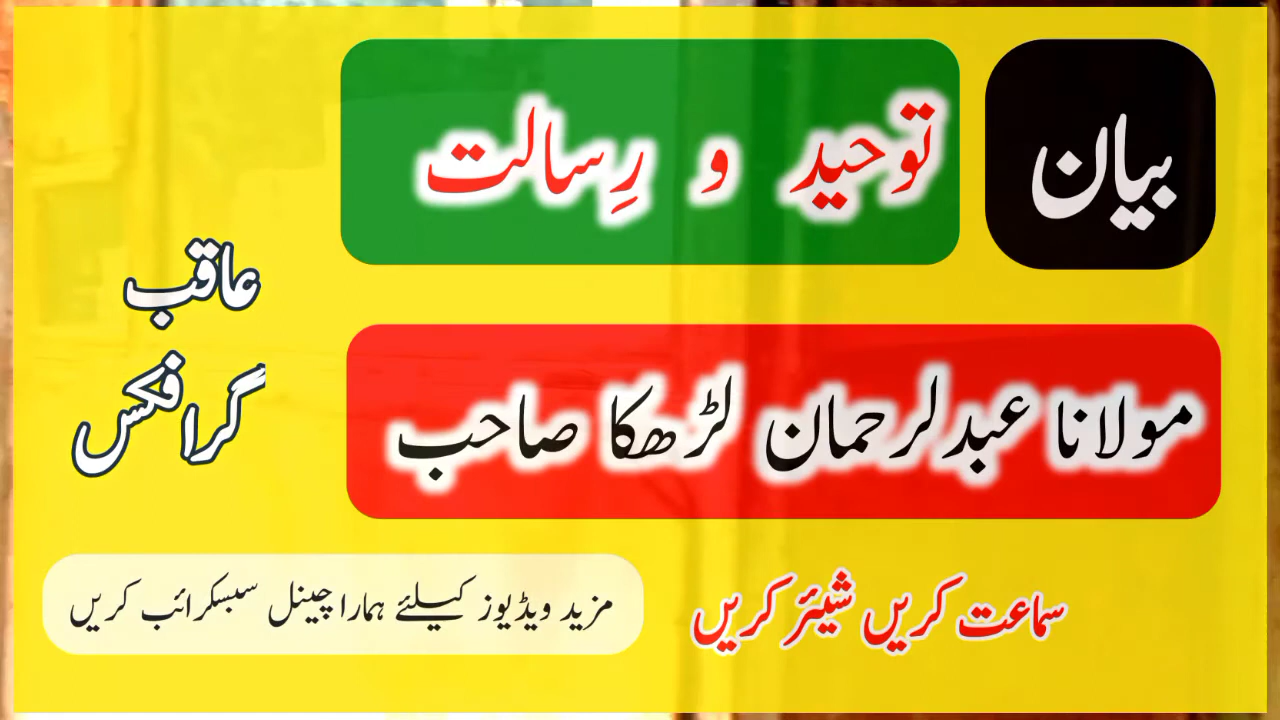 بیان
توحید و رِسالت
عاقب
گرافکس
مولانا عبدلرحمان لڑھکا صاحب
سماعت کریں شیئر کریں
مزید ویڈیوز کیلئے ہمارا چینل سبسکرائب کریں